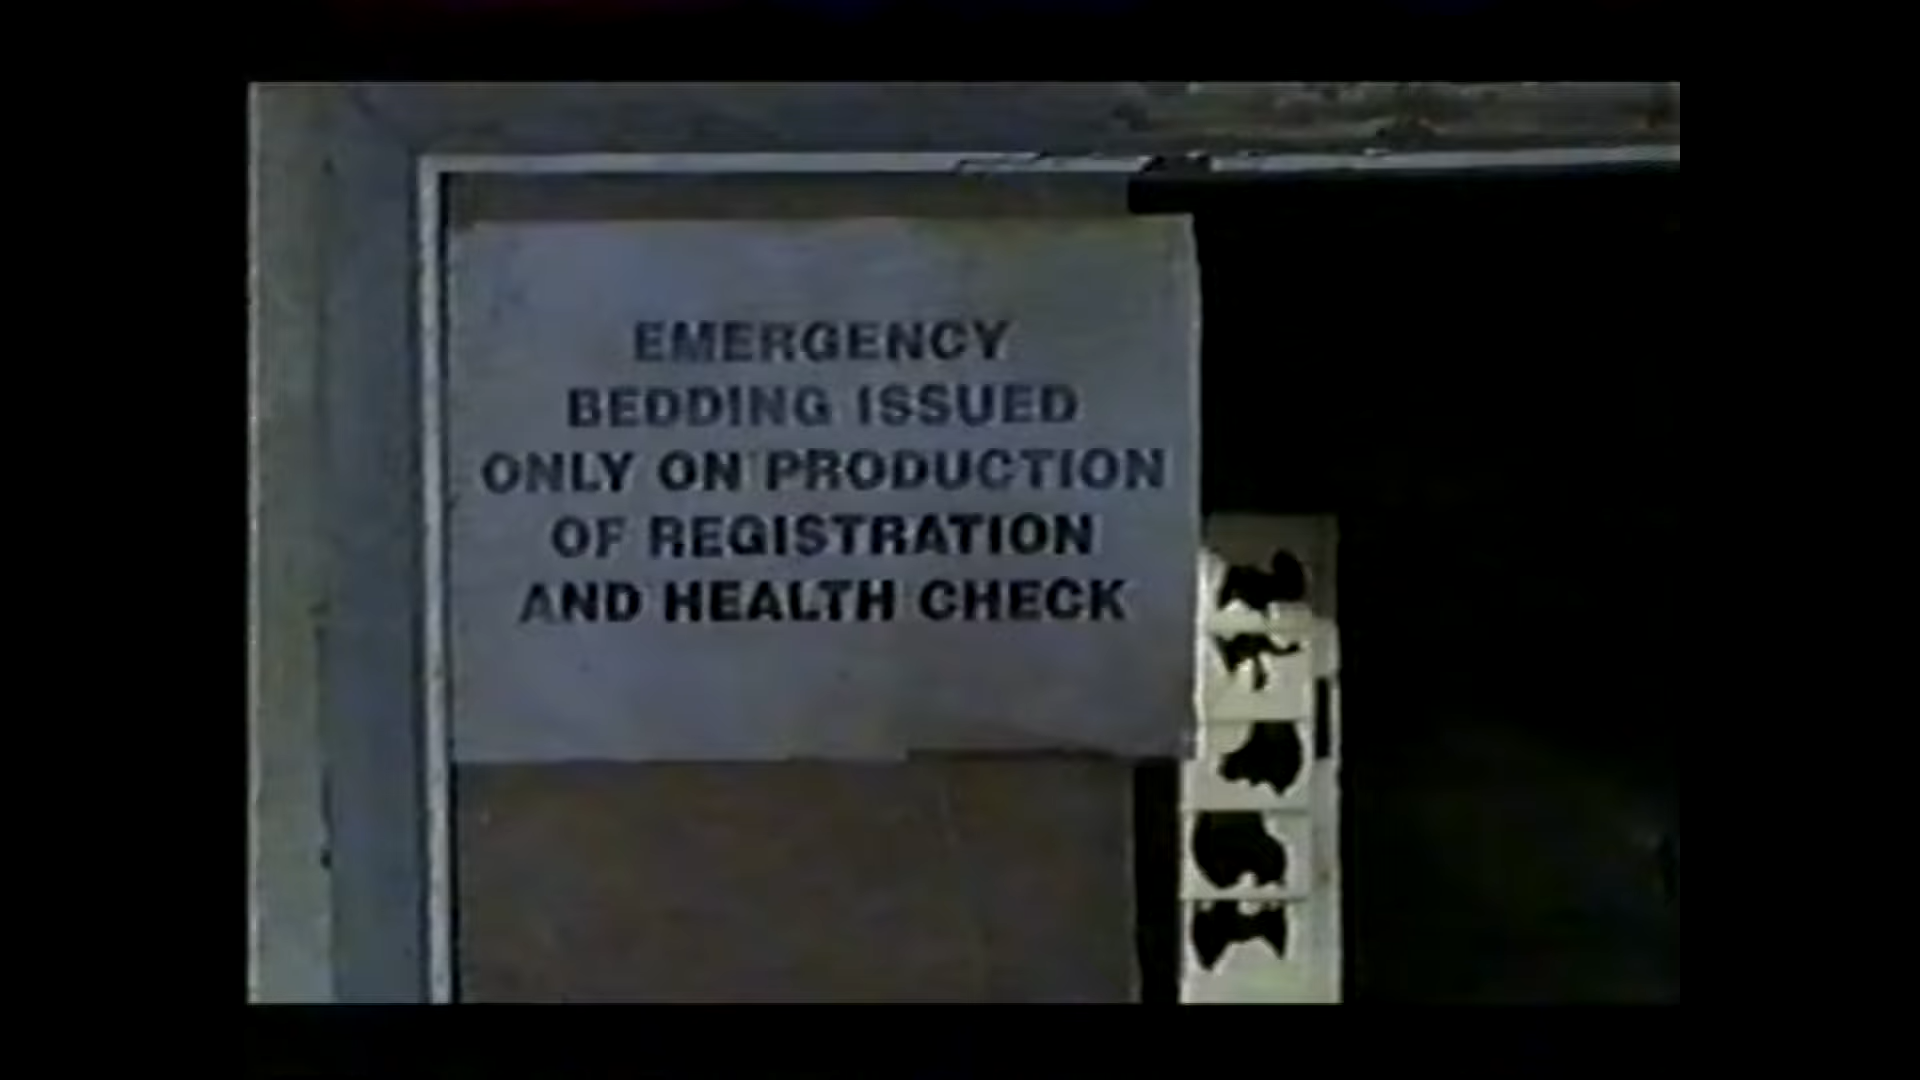 EMERGENCY
BEDDING ISSUED
ONLY ON PRODUCTION
OF REGISTRATION
AND HEALTH CHECK